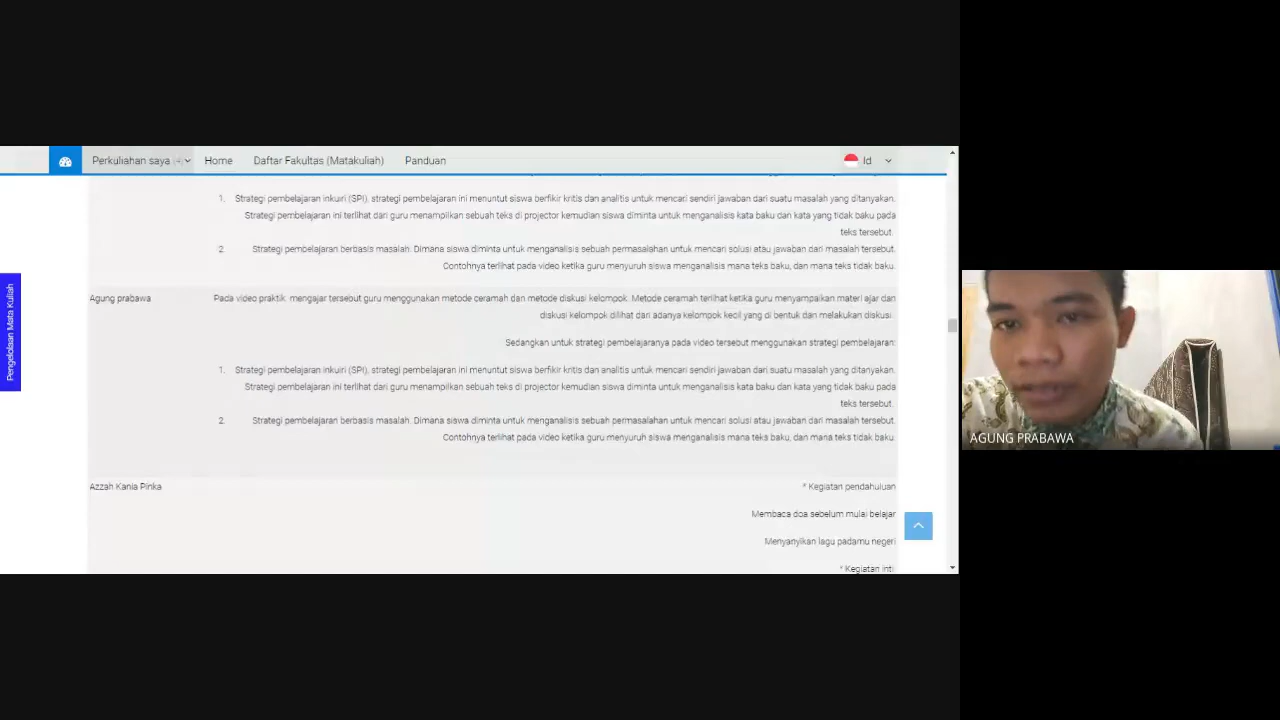 Perkuliahan saya (4) Home Daftar Fakultas (Matakuliah) Panduan Id
Pengelolaan Mata Kuliah
1. Strategi pembelajaran inkuiri (SPI), strategi pembelajaran ini menuntut siswa berfikir kritis dan analitis untuk mencari sendiri jawaban dari suatu masalah yang ditanyakan.
Strategi pembelajaran ini terlihat dari guru menampilkan sebuah teks di projector kemudian siswa diminta untuk menganalisis kata baku dan kata yang tidak baku pada
teks tersebut.
2. Strategi pembelajaran berbasis masalah. Dimana siswa diminta untuk menganalisis sebuah permasalahan untuk mencari solusi atau jawaban dari masalah tersebut.
Contohnya terlihat pada video ketika guru menyuruh siswa menganalisis mana teks baku, dan mana teks tidak baku.
Agung prabawa
Pada video praktik mengajar tersebut guru menggunakan metode ceramah dan metode diskusi kelompok. Metode ceramah terlihat ketika guru menyampaikan materi ajar dan
diskusi kelompok dilihat dari adanya kelompok kecil yang di bentuk dan melakukan diskusi.
Sedangkan untuk strategi pembelajaranya pada video tersebut menggunakan strategi pembelajaran:
1. Strategi pembelajaran inkuiri (SPI), strategi pembelajaran ini menuntut siswa berfikir kritis dan analitis untuk mencari sendiri jawaban dari suatu masalah yang ditanyakan.
Strategi pembelajaran ini terlihat dari guru menampilkan sebuah teks di projector kemudian siswa diminta untuk menganalisis kata baku dan kata yang tidak baku pada
teks tersebut.
2. Strategi pembelajaran berbasis masalah. Dimana siswa diminta untuk menganalisis sebuah permasalahan untuk mencari solusi atau jawaban dari masalah tersebut.
Contohnya terlihat pada video ketika guru menyuruh siswa menganalisis mana teks baku, dan mana teks tidak baku.
AGUNG PRABAWA
Azzah Kania Pinka
* Kegiatan pendahuluan
Membaca doa sebelum mulai belajar
Menyanyikan lagu padamu negeri
* Kegiatan inti